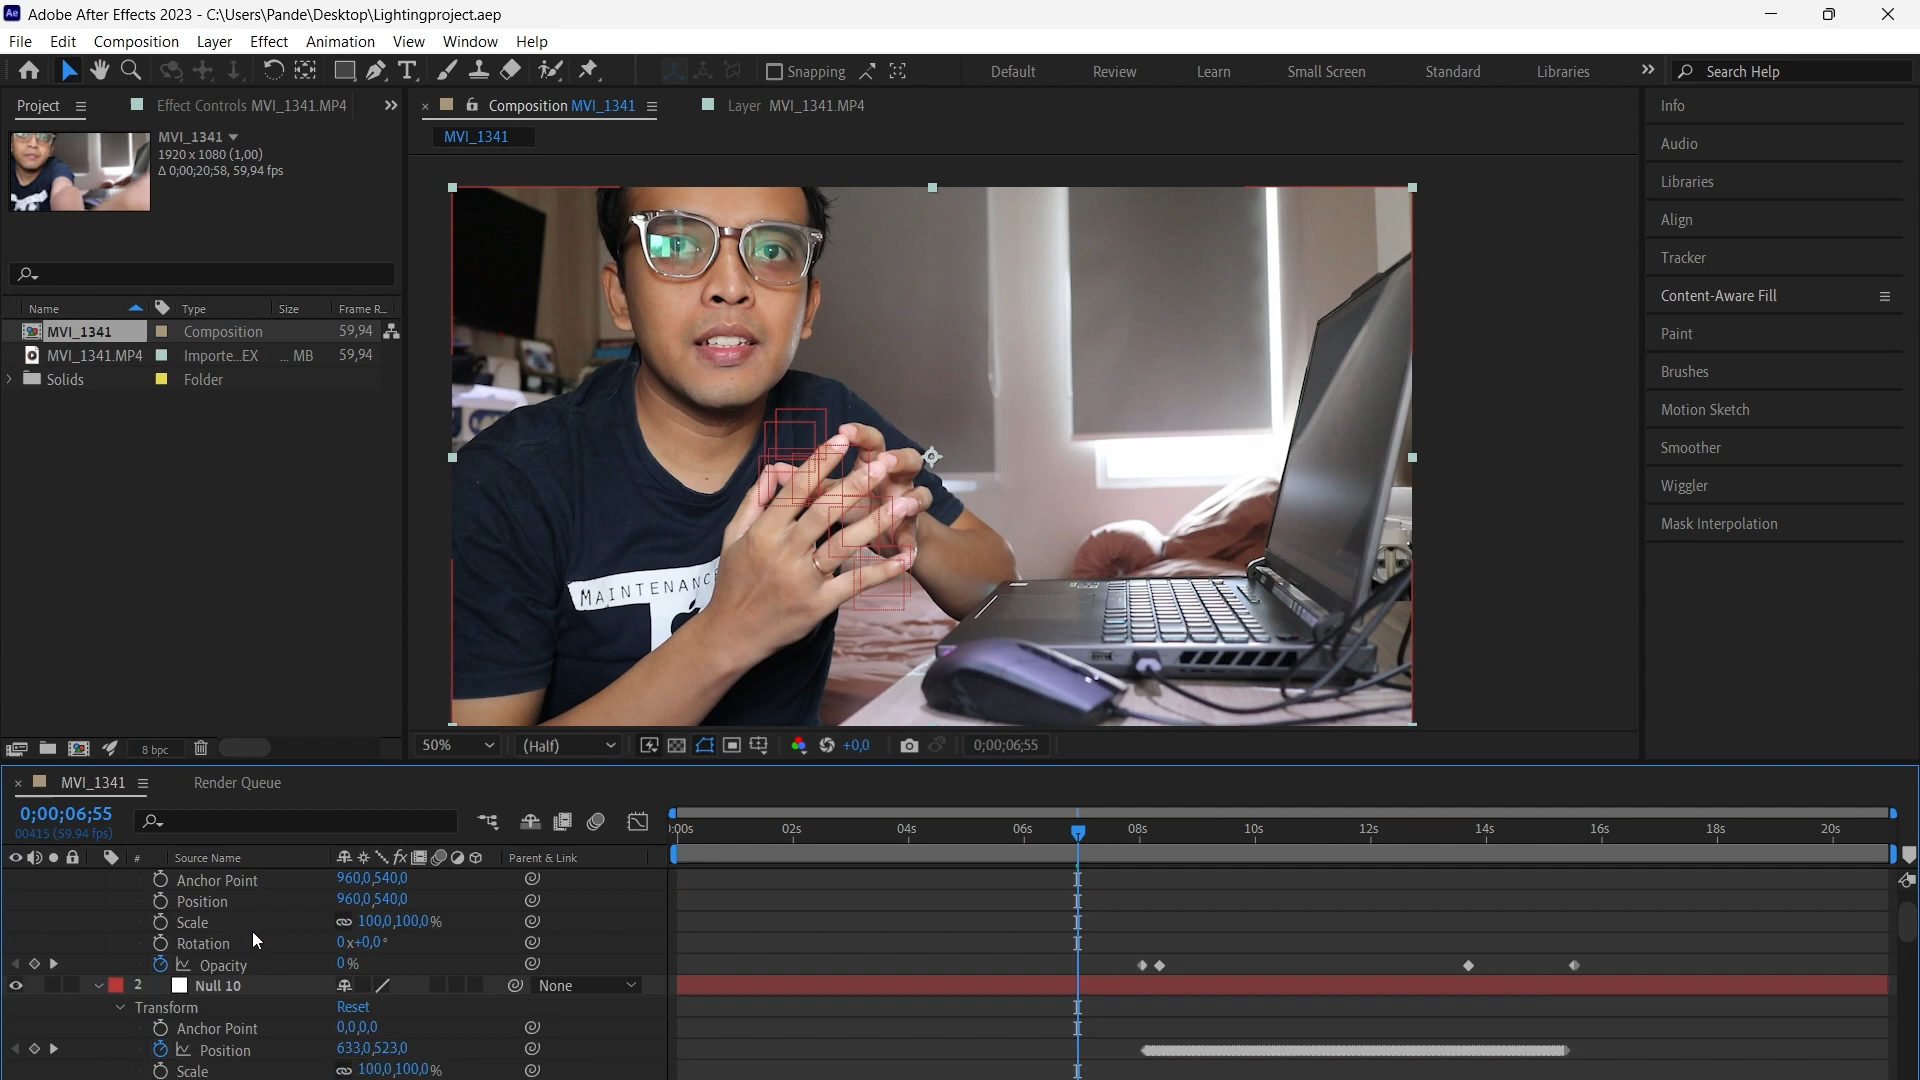 Ae Adobe After Effects 2023 - C:\Users\Pande\Desktop\Lightingproject.aep
File Edit Composition Layer Effect Animation View Window Help
Snapping Default Review Learn Small Screen Standard Libraries Search Help
Project Effect Controls MVI_1341.MP4
Composition MVI_1341 Layer MVI_1341.MP4
MVI_1341
MVI_1341
1920 x 1080 (1,00)
Δ 0;00;20;58, 59,94 fps
Name Type Size Frame R...
MVI_1341 Composition 59,94
MVI_1341.MP4 Importe...EX ... MB 59,94
Solids Folder
MAINTENANC
Info
Audio
Libraries
Align
Tracker
Content-Aware Fill
Paint
Brushes
Motion Sketch
Smoother
Wiggler
Mask Interpolation
8 bpc
50% (Half) +0,0 0;00;06;55
MVI_1341 Render Queue
0;00;06;55
00415 (59.94 fps)
:00s 02s 04s 06s 08s 10s 12s 14s 16s 18s 20s
# Source Name fx Parent & Link
Anchor Point 960,0,540,0
Position 960,0,540,0
Scale 100,0,100,0%
Rotation 0x+0,0°
Opacity 0%
2 Null 10 None
Transform Reset
Anchor Point 0,0,0,0
Position 633,0,523,0
Scale 100,0,100,0%